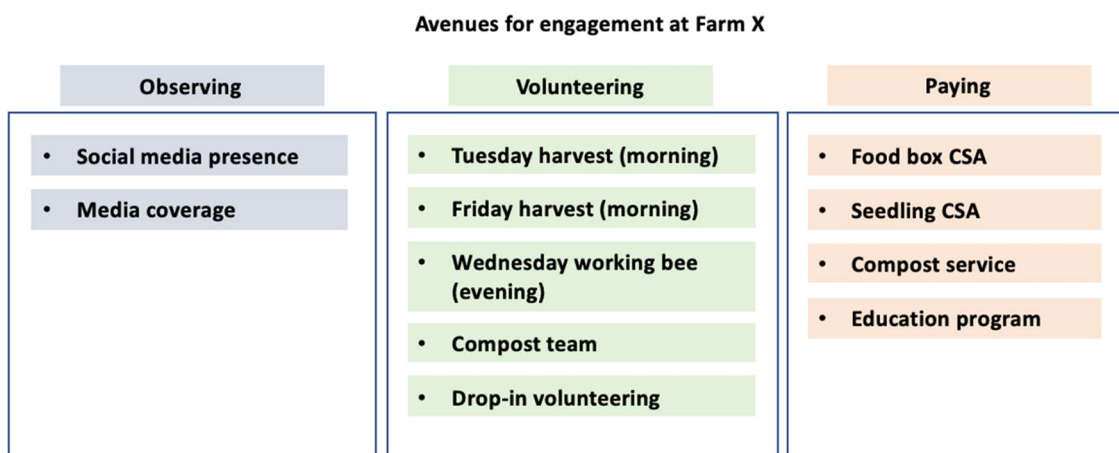 Avenues for engagement at Farm X
Observing
• Social media presence
• Media coverage
Volunteering
• Tuesday harvest (morning)
• Friday harvest (morning)
• Wednesday working bee
(evening)
• Compost team
• Drop-in volunteering
Paying
• Food box CSA
• Seedling CSA
• Compost service
• Education program